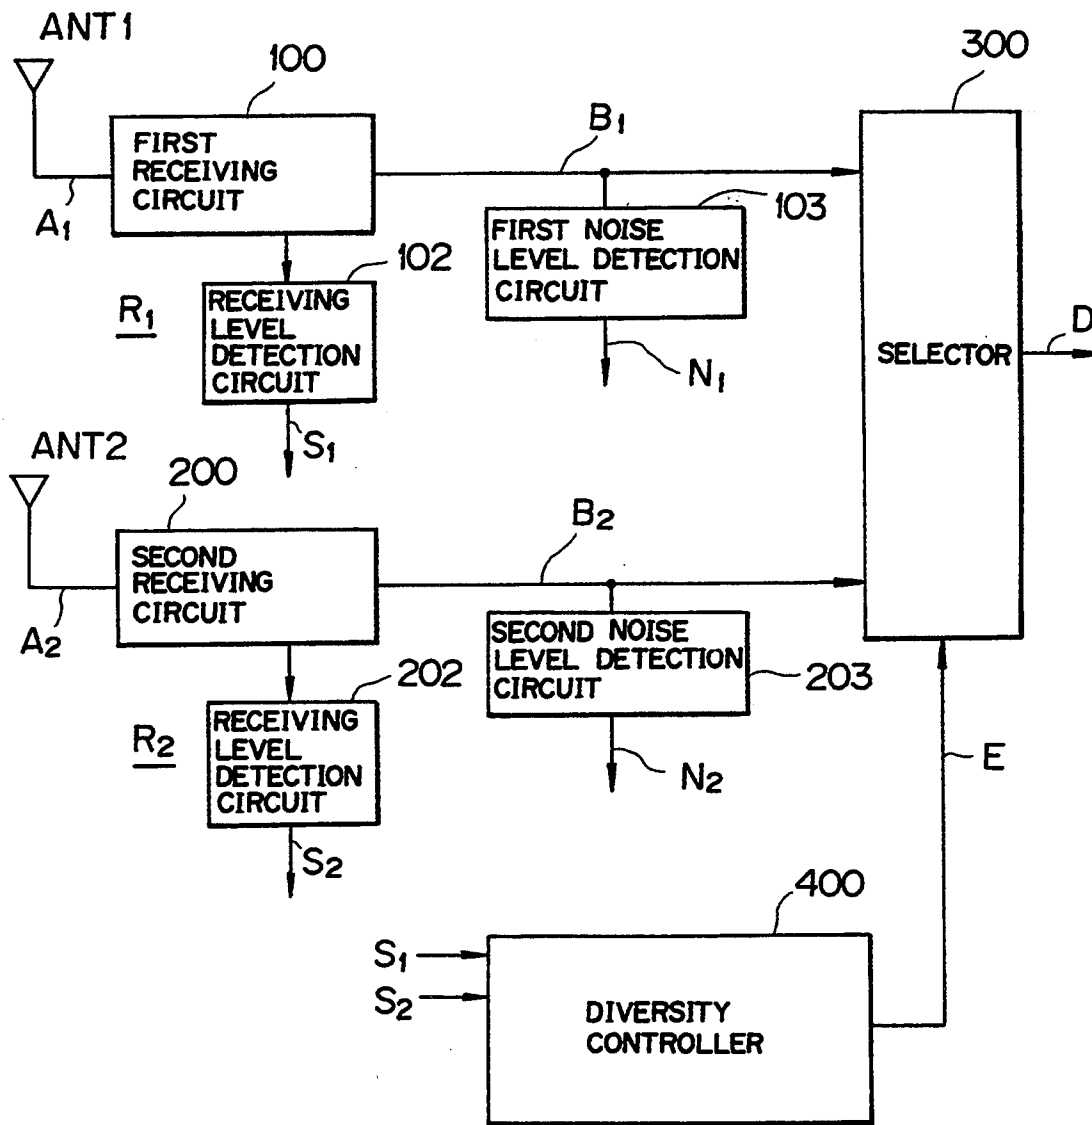 ANT1
100
300
FIRST
RECEIVING
CIRCUIT
B1
A1
103
FIRST NOISE
LEVEL DETECTION
CIRCUIT
102
R1
RECEIVING
LEVEL
DETECTION
CIRCUIT
SELECTOR
D
N1
S1
ANT2
200
B2
SECOND
RECEIVING
CIRCUIT
A2
SECOND NOISE
LEVEL DETECTION
CIRCUIT
203
202
R2
RECEIVING
LEVEL
DETECTION
CIRCUIT
N2
E
S2
400
S1
S2
DIVERSITY
CONTROLLER